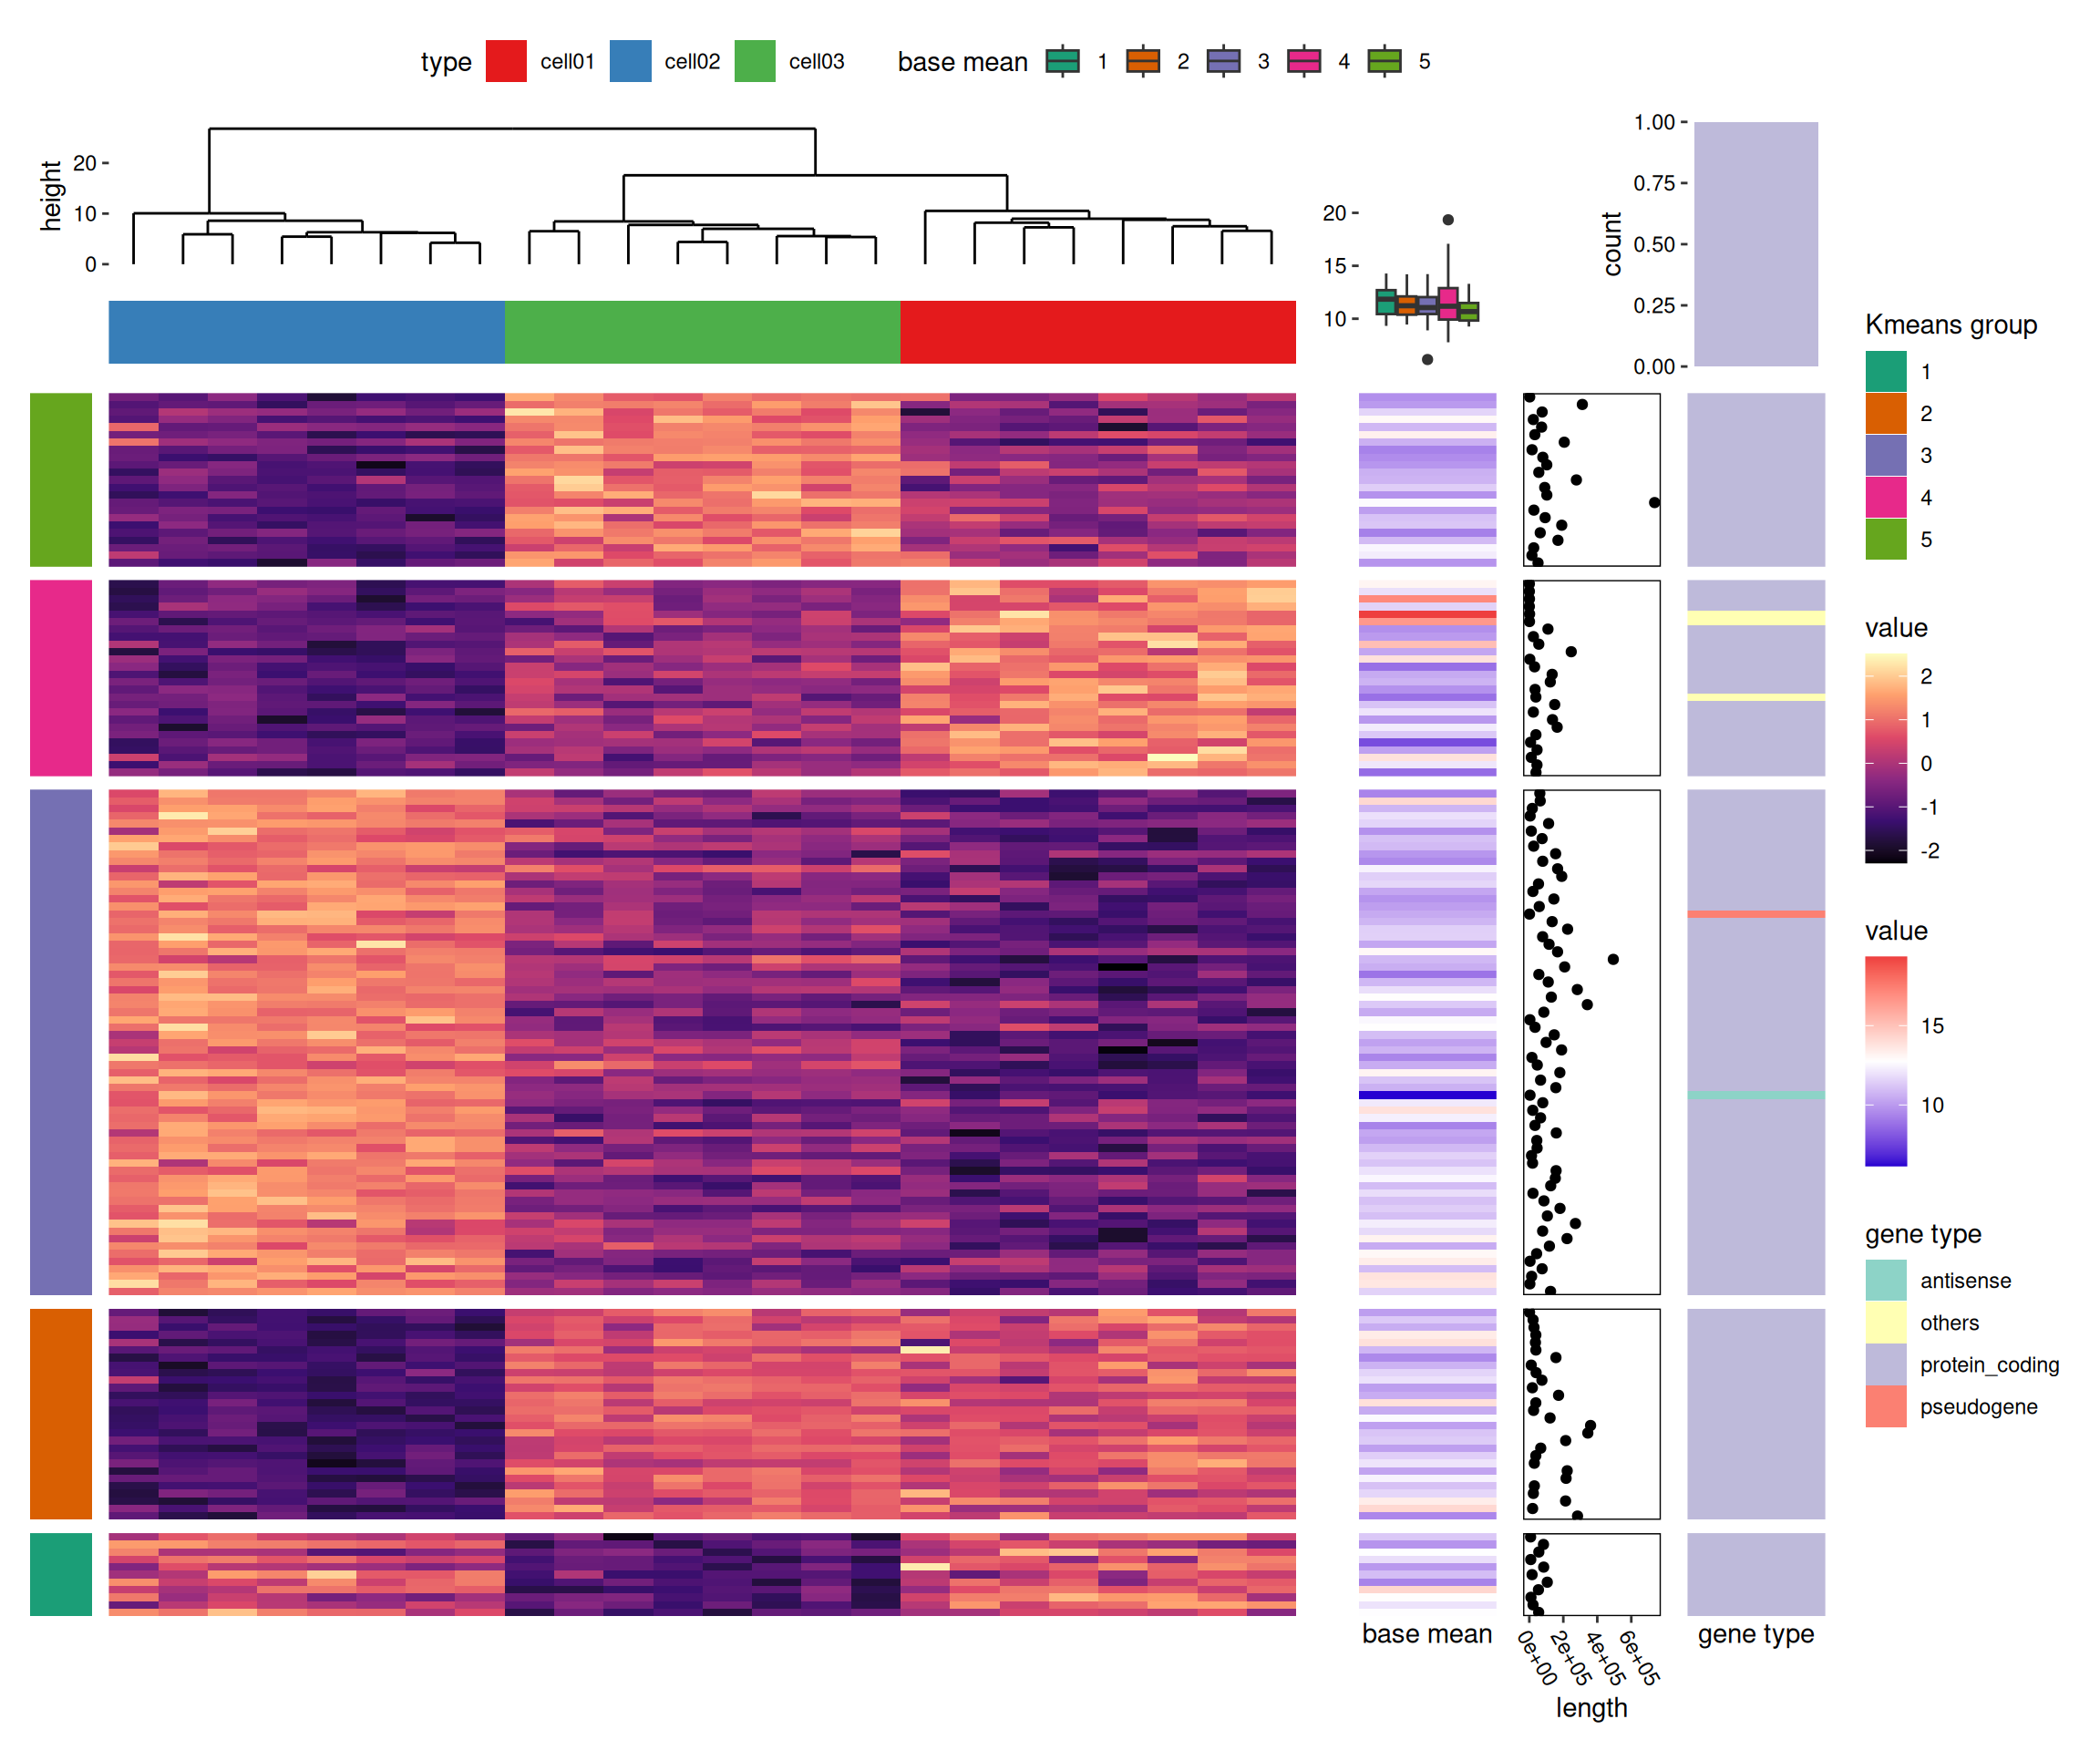 type cell01 cell02 cell03 base mean 1 2 3 4 5
height
20
10
0
20
15
10
count
1.00
0.75
0.50
0.25
0.00
Kmeans group
1
2
3
4
5
value
2
1
0
-1
-2
value
15
10
gene type
antisense
others
protein_coding
pseudogene
base mean
0e+00 2e+05 4e+05 6e+05
length
gene type